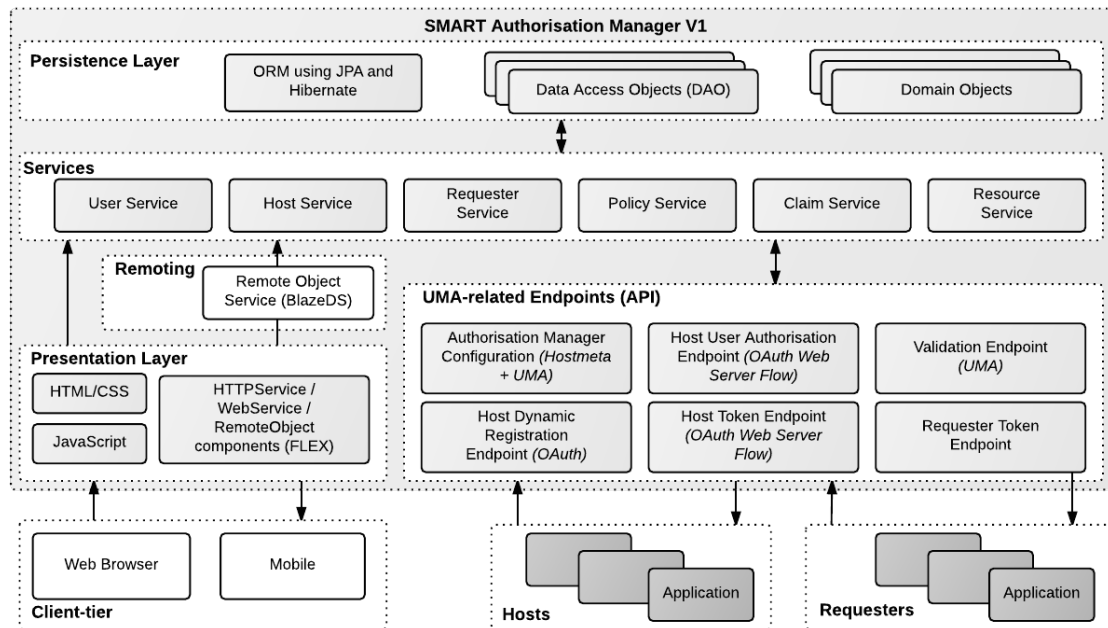 SMART Authorisation Manager V1
Persistence Layer
ORM using JPA and
Hibernate
Data Access Objects (DAO)
Domain Objects
Services
User Service
Host Service
Requester
Service
Policy Service
Claim Service
Resource
Service
Remoting
Remote Object
Service (BlazeDS)
UMA-related Endpoints (API)
Authorisation Manager
Configuration (Hostmeta
+ UMA)
Host User Authorisation
Endpoint (OAuth Web
Server Flow)
Validation Endpoint
(UMA)
Host Dynamic
Registration
Endpoint (OAuth)
Host Token Endpoint
(OAuth Web Server
Flow)
Requester Token
Endpoint
Presentation Layer
HTML/CSS
JavaScript
HTTPService /
WebService /
RemoteObject
components (FLEX)
Web Browser
Mobile
Client-tier
Application
Hosts
Application
Requesters